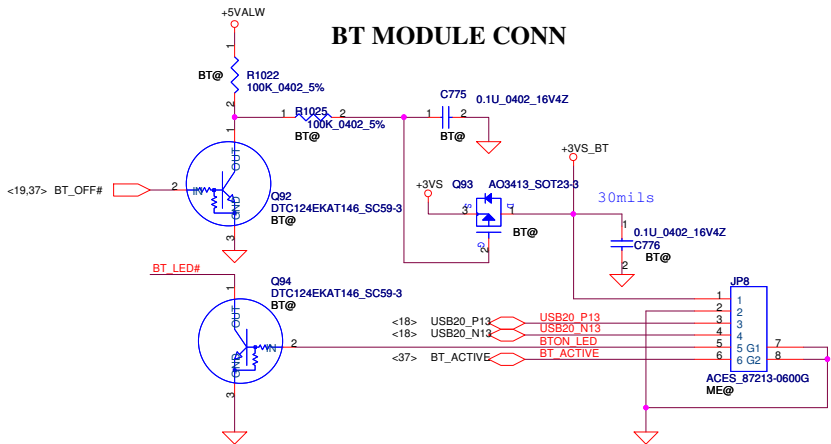 +5VALW
BT MODULE CONN
1
BT@
R1022
100K_0402_5%
2
1
R1025
2
100K_0402_5%
BT@
C775
0.1U_0402_16V4Z
1
2
BT@
+3VS_BT
1
OUT
<19,37> BT_OFF#
2
IN
GND
3
Q92
DTC124EKAT146_SC59-3
BT@
+3VS
Q93
AO3413_SOT23-3
3
S
D
1
G
2
BT@
30mils
1
0.1U_0402_16V4Z
C776
2
BT@
BT_LED#
1
OUT
Q94
DTC124EKAT146_SC59-3
BT@
IN
2
GND
3
JP8
1 1
2 2
<18> USB20_P13 USB20_P13 3 3
<18> USB20_N13 USB20_N13 4 4
BTON_LED 5 5 G1 7
<37> BT_ACTIVE BT_ACTIVE 6 6 G2 8
ACES_87213-0600G
ME@